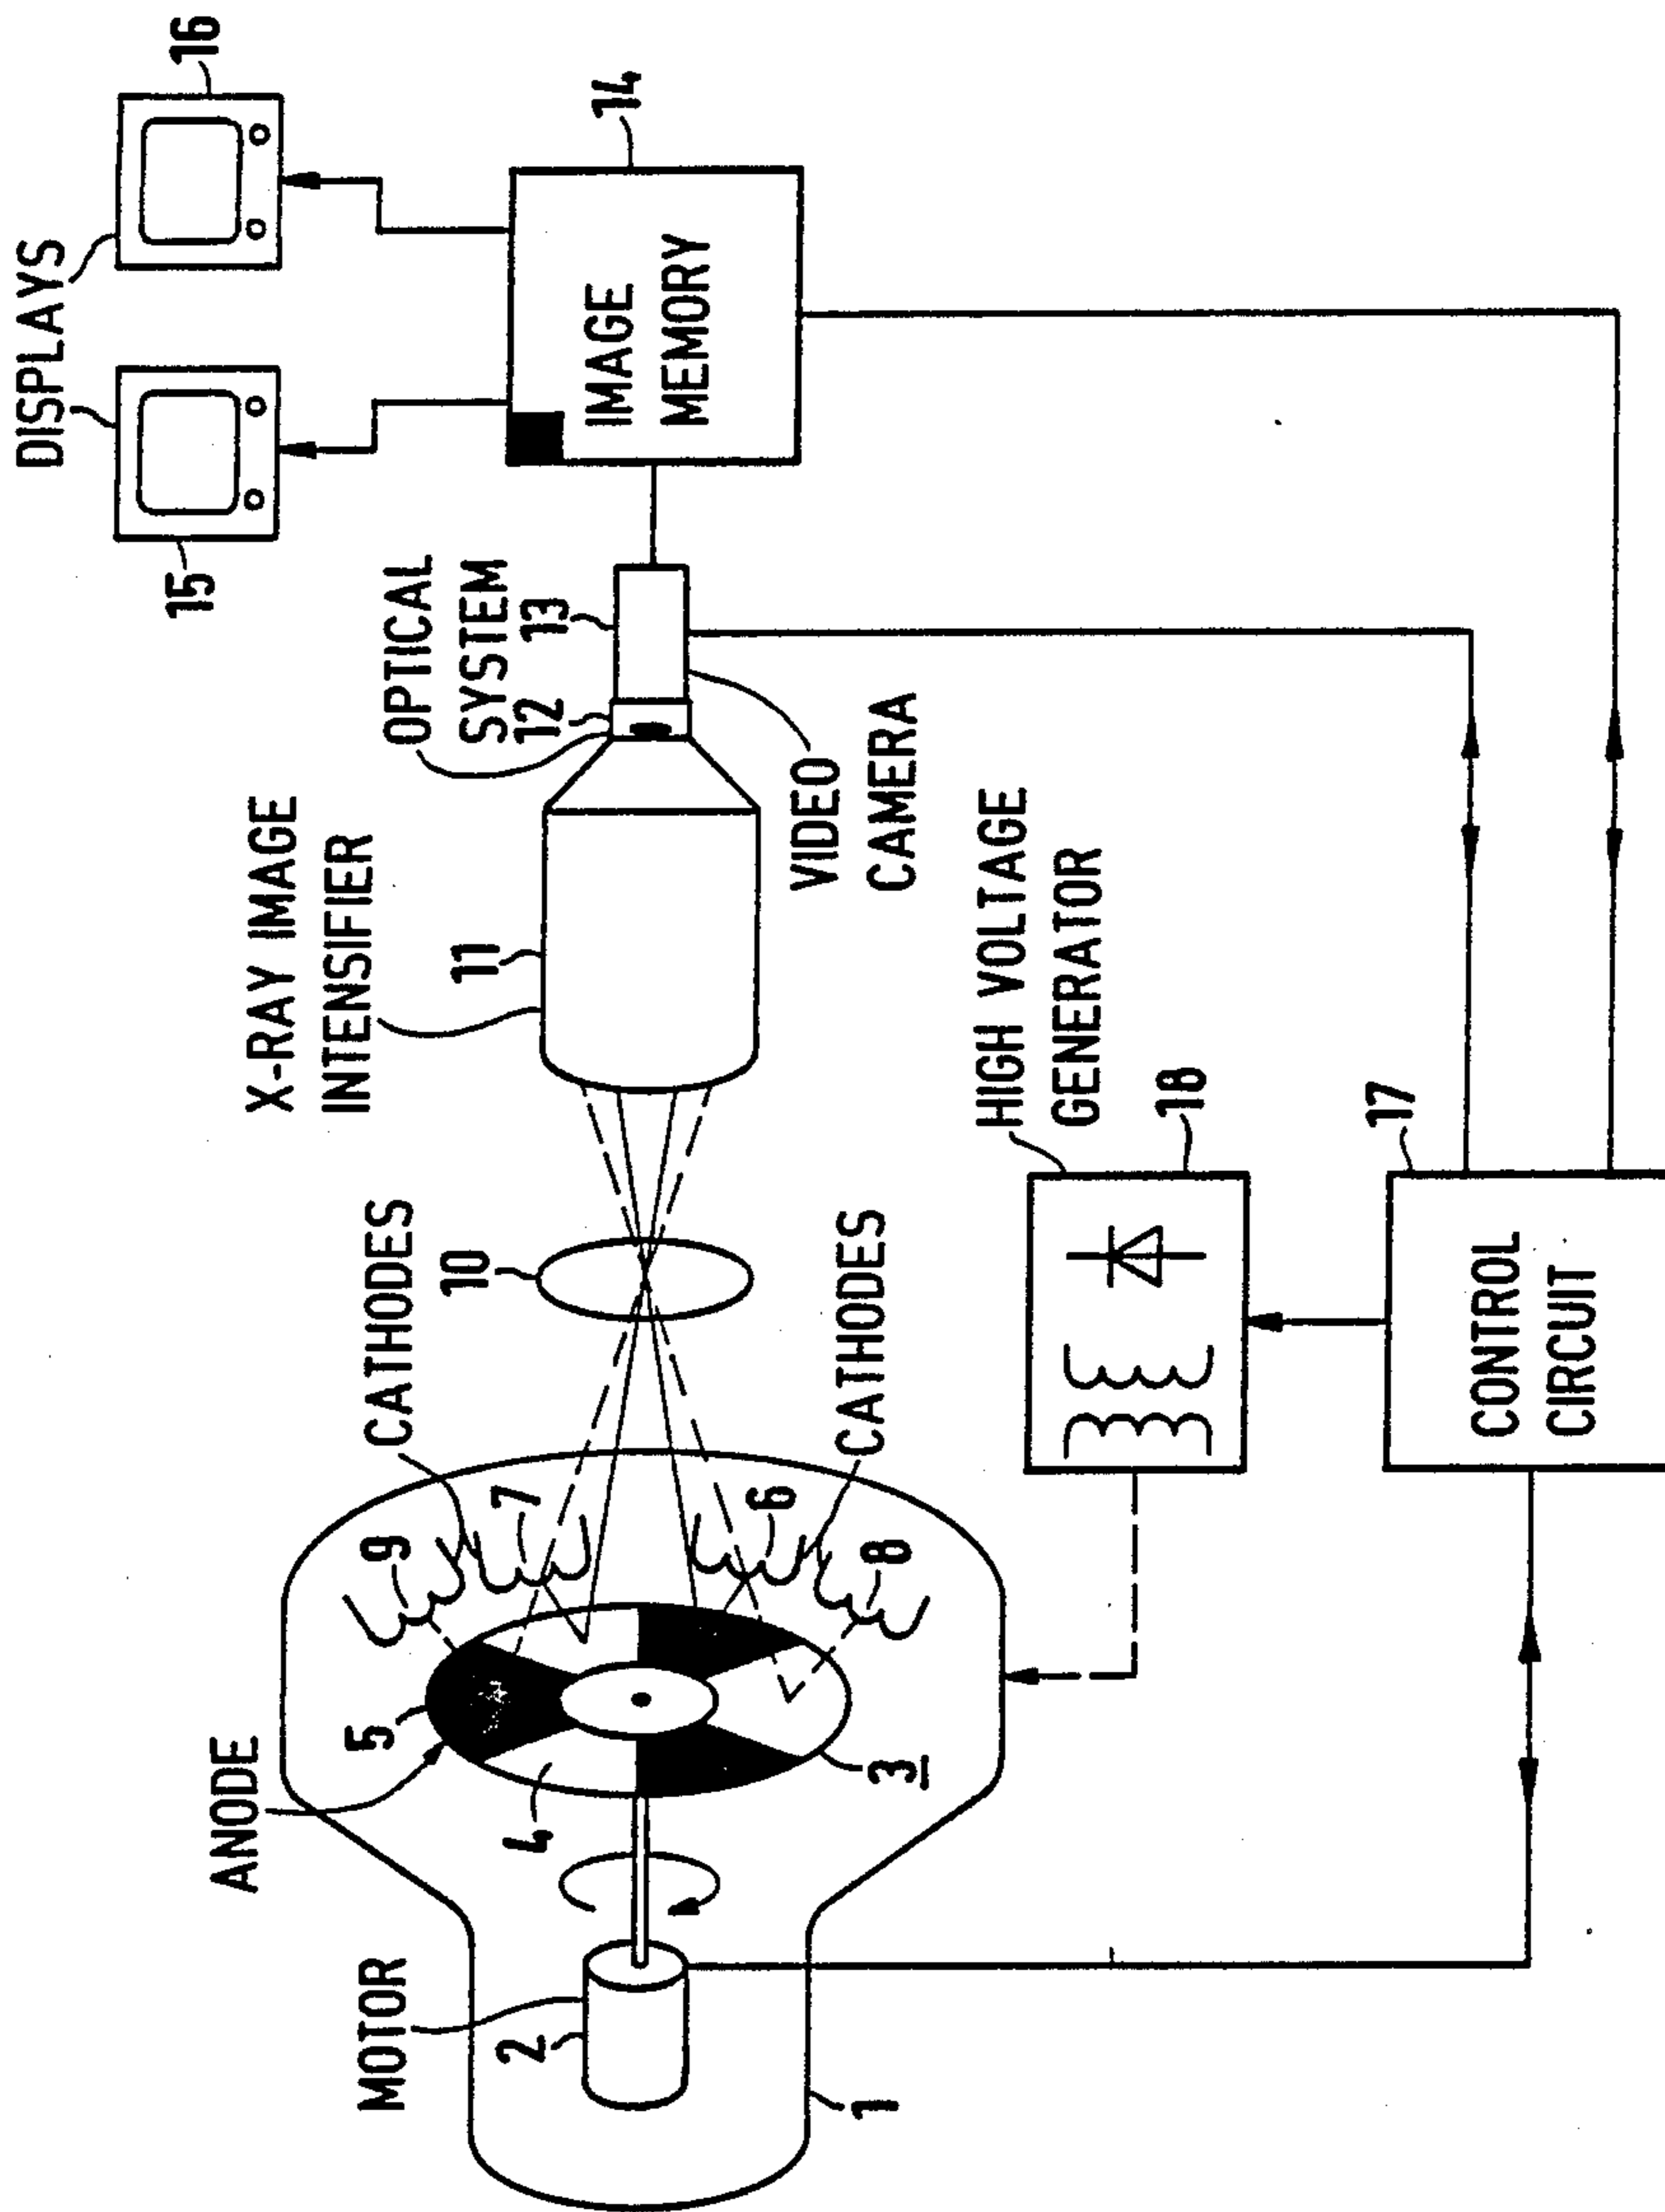 DISPLAYS
15
16
OPTICAL
SYSTEM
12
13
14
IMAGE
MEMORY
X-RAY IMAGE
INTENSIFIER
11
VIDEO
CAMERA
CATHODES
10
CATHODES
9
7
6
8
ANODE
5
4
3
MOTOR
2
1
HIGH VOLTAGE
GENERATOR
18
17
CONTROL
CIRCUIT